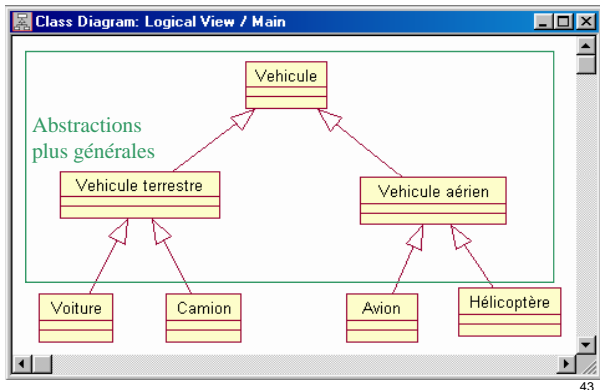 Class Diagram: Logical View / Main
Vehicule
Abstractions
plus générales
Vehicule terrestre
Vehicule aérien
Voiture
Camion
Avion
Hélicoptère
43